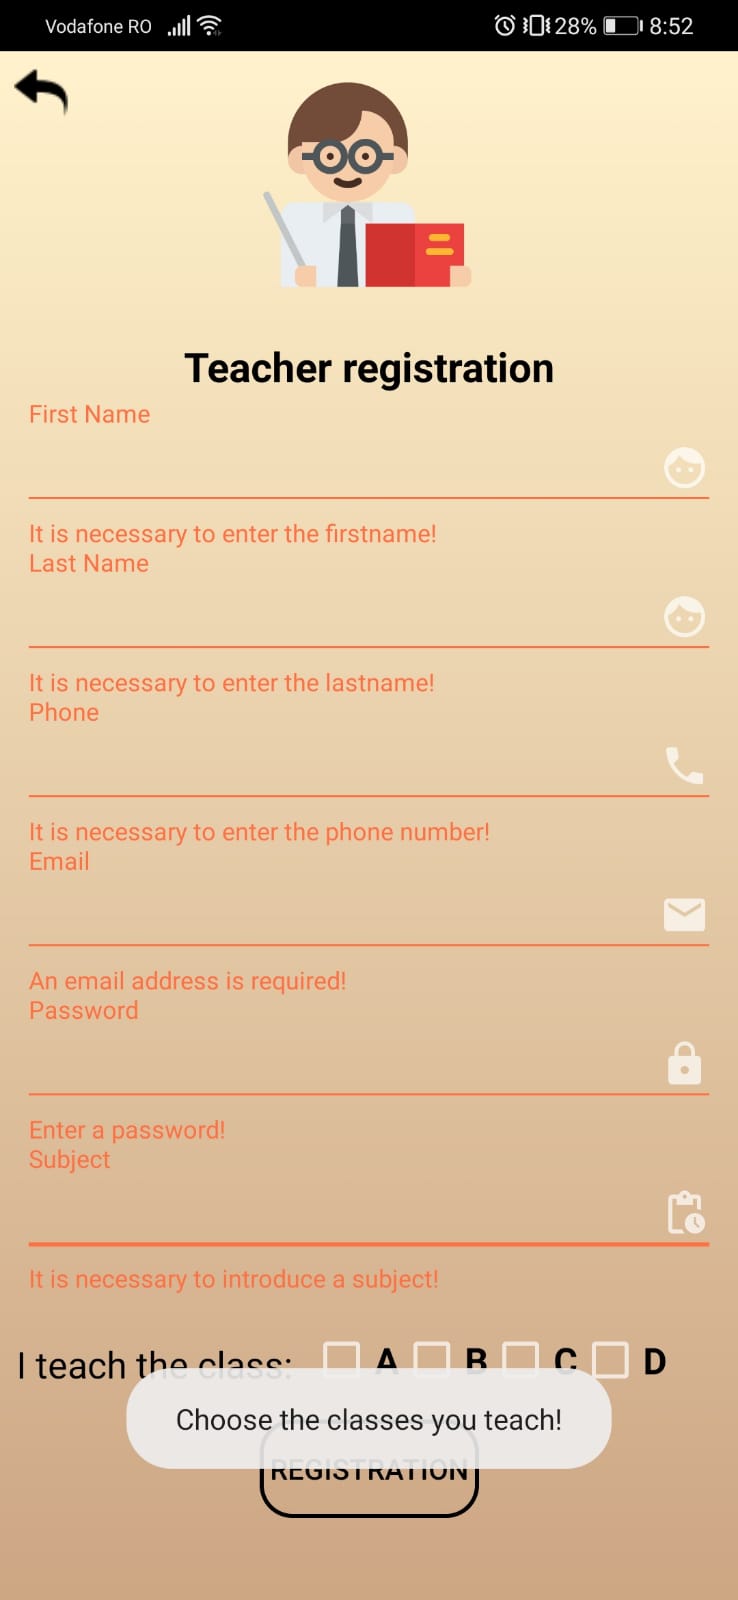 Vodafone RO 28% 8:52
Teacher registration
First Name
It is necessary to enter the firstname!
Last Name
It is necessary to enter the lastname!
Phone
It is necessary to enter the phone number!
Email
An email address is required!
Password
Enter a password!
Subject
It is necessary to introduce a subject!
I teach the class: A B C D
Choose the classes you teach!
REGISTRATION